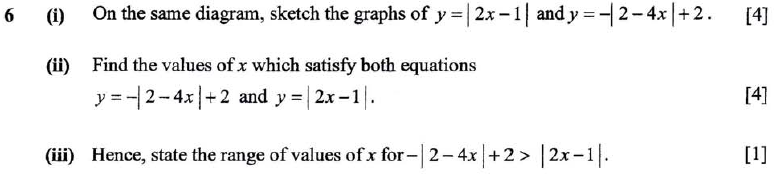 6 (i) On the same diagram, sketch the graphs of y = | 2x − 1 | and y = −| 2 − 4x | + 2 . [4]
(ii) Find the values of x which satisfy both equations
y = −| 2 − 4x | + 2 and y = | 2x − 1 | . [4]
(iii) Hence, state the range of values of x for − | 2 − 4x | + 2 > | 2x − 1 | . [1]